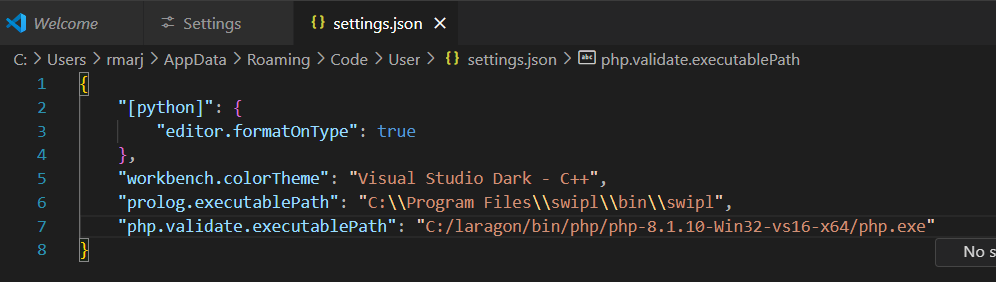 Welcome Settings {} settings.json ×
C: > Users > rmarj > AppData > Roaming > Code > User > {} settings.json > abc php.validate.executablePath
1 {
2 "[python]": {
3 "editor.formatOnType": true
4 },
5 "workbench.colorTheme": "Visual Studio Dark - C++",
6 "prolog.executablePath": "C:\\Program Files\\swipl\\bin\\swipl",
7 "php.validate.executablePath": "C:/laragon/bin/php/php-8.1.10-Win32-vs16-x64/php.exe"
8 }
No s